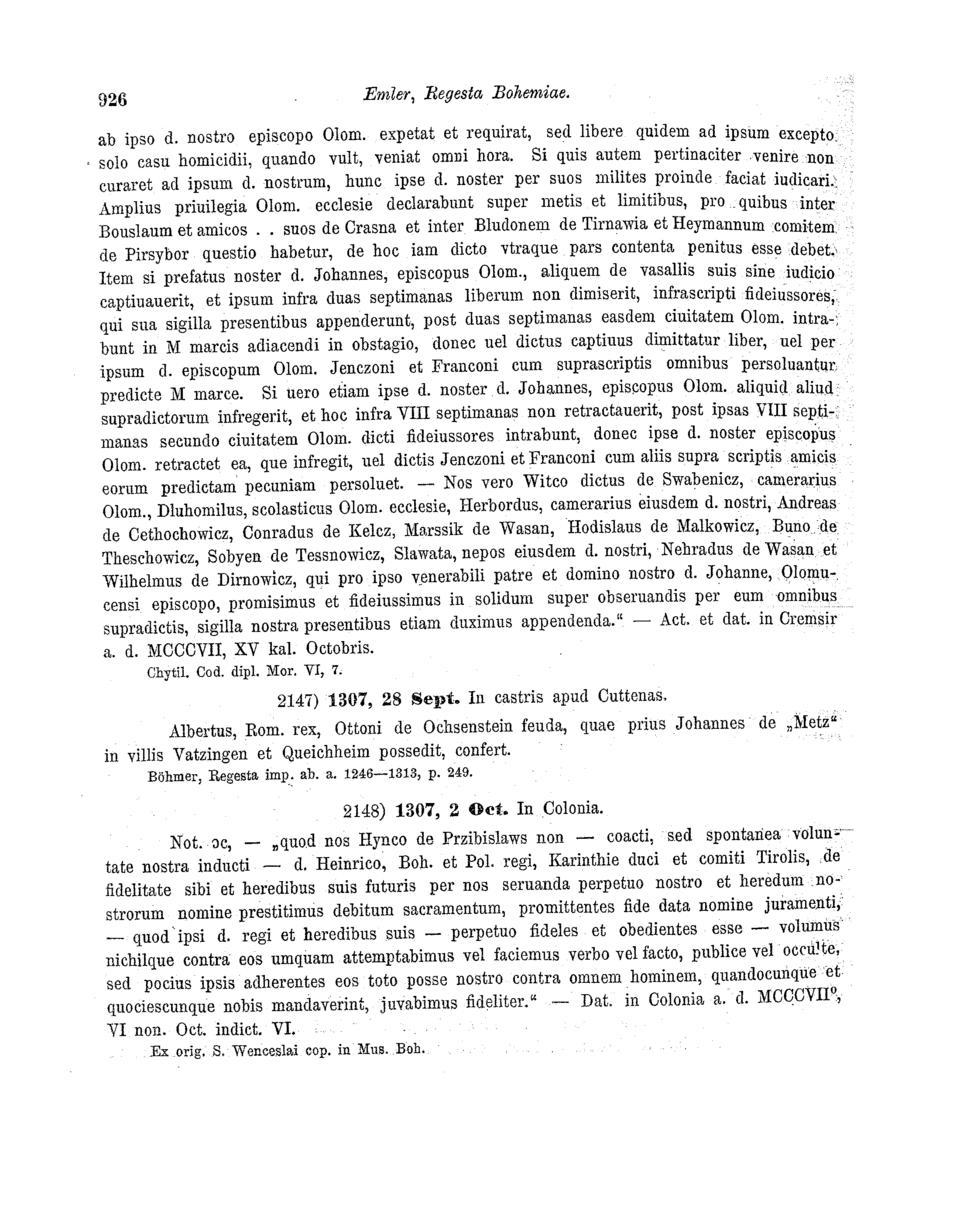 926
Emler, Regesta Bohemiae.
ab ipso d. nostro episcopo Olom. expetat et requirat, sed libere quidem ad ipsum excepto
solo casu homicidii, quando vult, veniat omni hora. Si quis autem pertinaciter venire non
curaret ad ipsum d. nostrum, hunc ipse d. noster per suos milites proinde faciat iudicari.
Amplius priuilegia Olom. ecclesie declarabunt super metis et limitibus, pro quibus inter
Bouslaum et amicos . . suos de Crasna et inter Bludonem de Tirnawia et Heymannum comitem
de Pirsybor questio habetur, de hoc iam dicto vtraque pars contenta penitus esse debet.
Item si prefatus noster d. Johannes, episcopus Olom., aliquem de vasallis suis sine iudicio
captiuauerit, et ipsum infra duas septimanas liberum non dimiserit, infrascripti fideiussores,
qui sua sigilla presentibus appenderunt, post duas septimanas easdem ciuitatem Olom. intra-
bunt in M marcis adiacendi in obstagio, donec uel dictus captiuus dimittatur liber, uel per
ipsum d. episcopum Olom. Jenczoni et Franconi cum suprascriptis omnibus persoluantur
predicte M marce. Si uero etiam ipse d. noster d. Johannes, episcopus Olom. aliquid aliud
supradictorum infregerit, et hoc infra VIII septimanas non retractauerit, post ipsas VIII septi-
manas secundo ciuitatem Olom. dicti fideiussores intrabunt, donec ipse d. noster episcopus
Olom. retractet ea, que infregit, uel dictis Jenczoni et Franconi cum aliis supra scriptis amicis
eorum predictam pecuniam persoluet. — Nos vero Witco dictus de Swabenicz, camerarius
Olom., Dluhomilus, scolasticus Olom. ecclesie, Herbordus, camerarius eiusdem d. nostri, Andreas
de Cethochowicz, Conradus de Kelcz, Marssik de Wasan, Hodislaus de Malkowicz, Buno de
Theschowicz, Sobyen de Tessnowicz, Slawata, nepos eiusdem d. nostri, Nehradus de Wasan et
Wilhelmus de Dirnowicz, qui pro ipso venerabili patre et domino nostro d. Johanne, Olomu-
censi episcopo, promisimus et fideiussimus in solidum super obseruandis per eum omnibus
supradictis, sigilla nostra presentibus etiam duximus appendenda.“ — Act. et dat. in Cremsir
a. d. MCCCVII, XV kal. Octobris.
Chytil. Cod. dipl. Mor. VI, 7.
2147) 1307, 28 Sept. In castris apud Cuttenas.
Albertus, Rom. rex, Ottoni de Ochsenstein feuda, quae prius Johannes de „Metz“
in villis Vatzingen et Queichheim possedit, confert.
Böhmer, Regesta imp. ab. a. 1246—1313, p. 249.
2148) 1307, 2 Oct. In Colonia.
Not. ɔc, — „quod nos Hynco de Przibislaws non — coacti, sed spontanea volun-
tate nostra inducti — d. Heinrico, Boh. et Pol. regi, Karinthie duci et comiti Tirolis, de
fidelitate sibi et heredibus suis futuris per nos seruanda perpetuo nostro et heredum no-
strorum nomine prestitimus debitum sacramentum, promittentes fide data nomine juramenti,
— quod ipsi d. regi et heredibus suis — perpetuo fideles et obedientes esse — volumus
nichilque contra eos umquam attemptabimus vel faciemus verbo vel facto, publice vel occulte,
sed pocius ipsis adherentes eos toto posse nostro contra omnem hominem, quandocunque et
quociescunque nobis mandaverint, juvabimus fideliter.“ — Dat. in Colonia a. d. MCCCVII⁰,
VI non. Oct. indict. VI.
Ex orig. S. Wenceslai cop. in Mus. Boh.